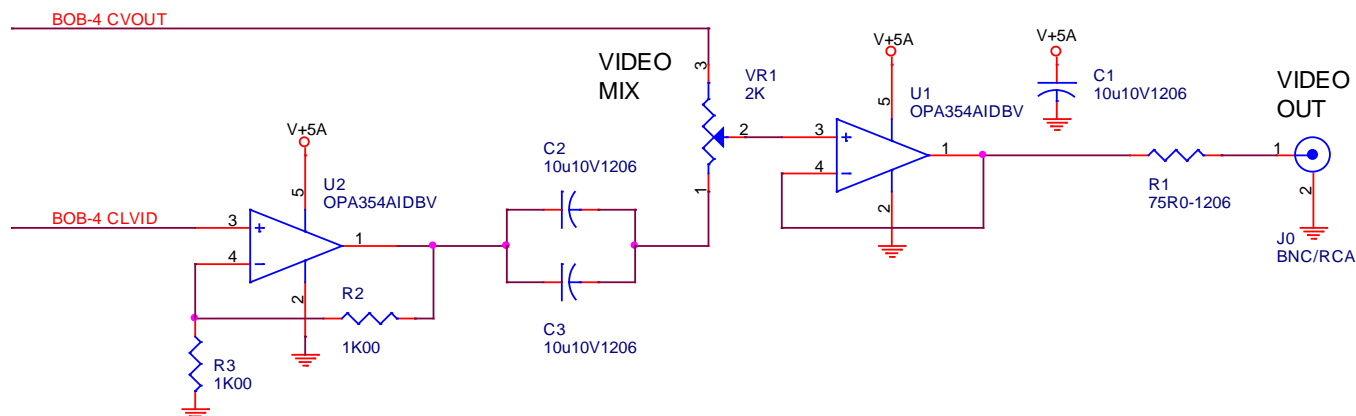 BOB-4 CVOUT
VIDEO
MIX
3
VR1
2K
2
1
V+5A
5
U1
OPA354AIDBV
3
4
1
2
V+5A
C1
10u10V1206
VIDEO
OUT
1
2
R1
75R0-1206
J0
BNC/RCA
V+5A
5
U2
OPA354AIDBV
BOB-4 CLVID
3
4
1
2
C2
10u10V1206
C3
10u10V1206
R2
1K00
R3
1K00